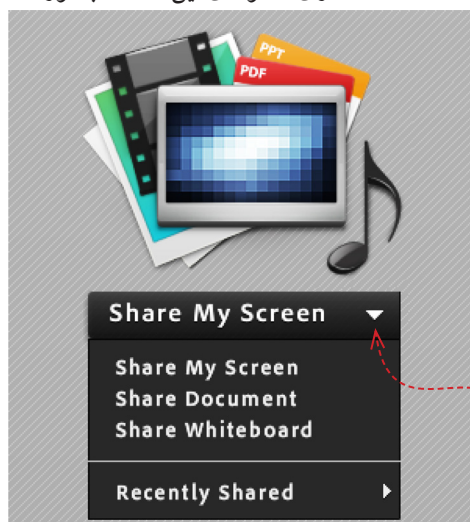 PPT
PDF
Share My Screen
Share My Screen
Share Document
Share Whiteboard
Recently Shared